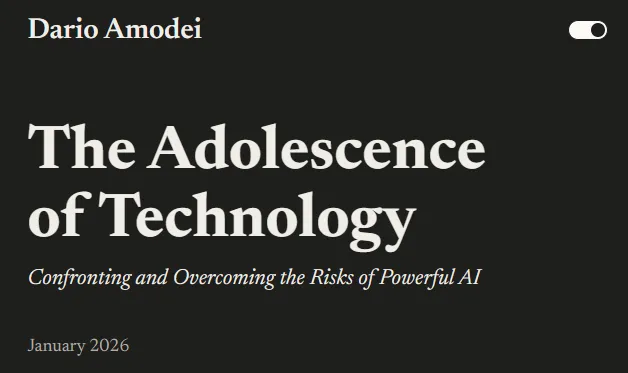 Dario Amodei
The Adolescence
of Technology
Confronting and Overcoming the Risks of Powerful AI
January 2026